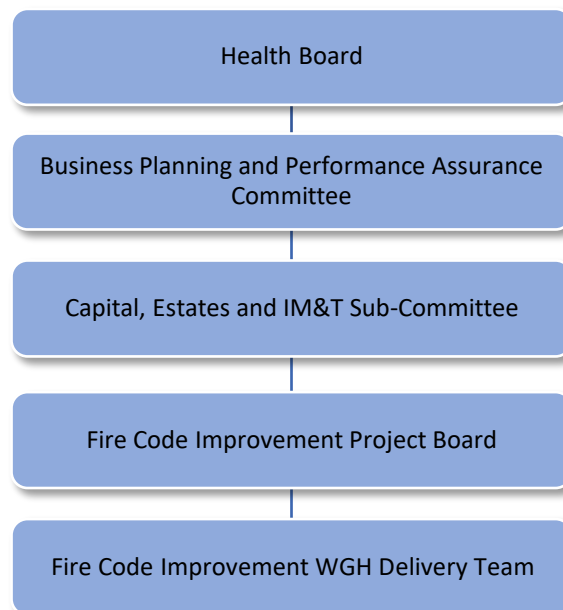 Health Board
Business Planning and Performance Assurance
Committee
Capital, Estates and IM&T Sub-Committee
Fire Code Improvement Project Board
Fire Code Improvement WGH Delivery Team